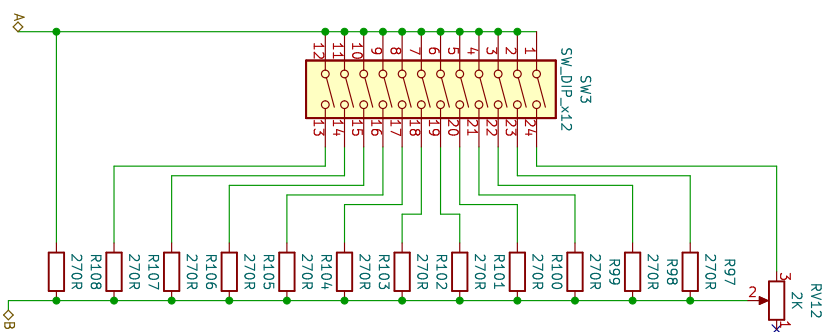 A
12
11
10
9
8
7
6
5
4
3
2
1
SW3
SW_DIP_x12
13
14
15
16
17
18
19
20
21
22
23
24
270R
R108
270R
R107
270R
R106
270R
R105
270R
R104
270R
R103
270R
R102
270R
R101
270R
R100
270R
R99
270R
R98
270R
R97
3
2
1
RV12
2K
B